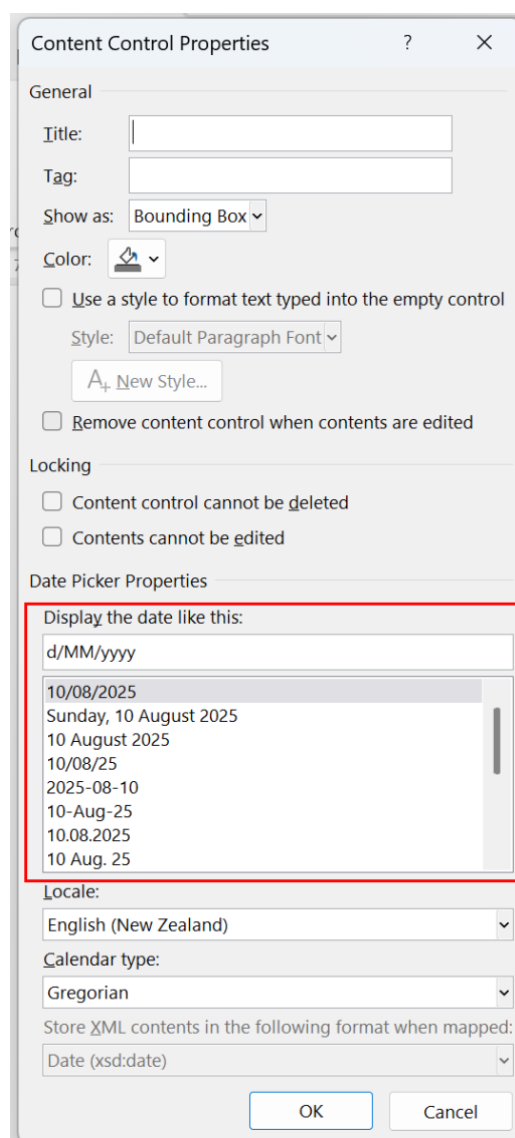 Content Control Properties ?
General
Title:
Tag:
Show as: Bounding Box
Color:
Use a style to format text typed into the empty control
Style: Default Paragraph Font
A+ New Style...
Remove content control when contents are edited
Locking
Content control cannot be deleted
Contents cannot be edited
Date Picker Properties
Display the date like this:
d/MM/yyyy
10/08/2025
Sunday, 10 August 2025
10 August 2025
10/08/25
2025-08-10
10-Aug-25
10.08.2025
10 Aug. 25
Locale:
English (New Zealand)
Calendar type:
Gregorian
Store XML contents in the following format when mapped:
Date (xsd:date)
OK Cancel